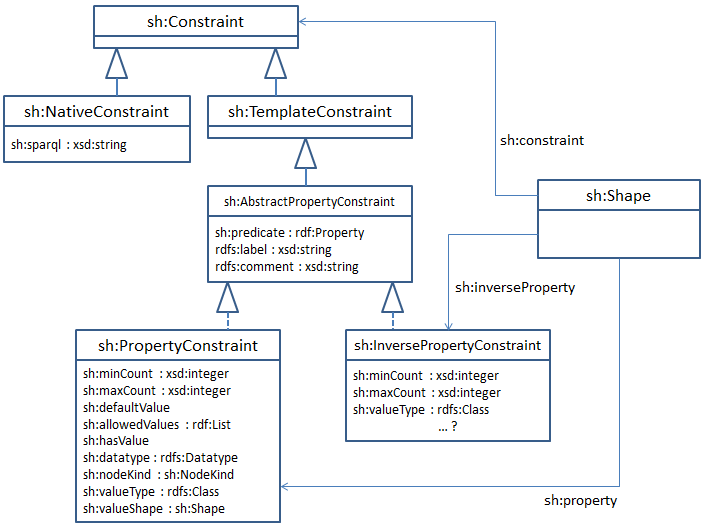 sh:Constraint
sh:NativeConstraint
sh:sparql : xsd:string
sh:TemplateConstraint
sh:constraint
sh:AbstractPropertyConstraint
sh:predicate : rdf:Property
rdfs:label : xsd:string
rdfs:comment : xsd:string
sh:Shape
sh:inverseProperty
sh:PropertyConstraint
sh:minCount : xsd:integer
sh:maxCount : xsd:integer
sh:defaultValue
sh:allowedValues : rdf:List
sh:hasValue
sh:datatype : rdfs:Datatype
sh:nodeKind : sh:NodeKind
sh:valueType : rdfs:Class
sh:valueShape : sh:Shape
sh:InversePropertyConstraint
sh:minCount : xsd:integer
sh:maxCount : xsd:integer
sh:valueType : rdfs:Class
... ?
sh:property